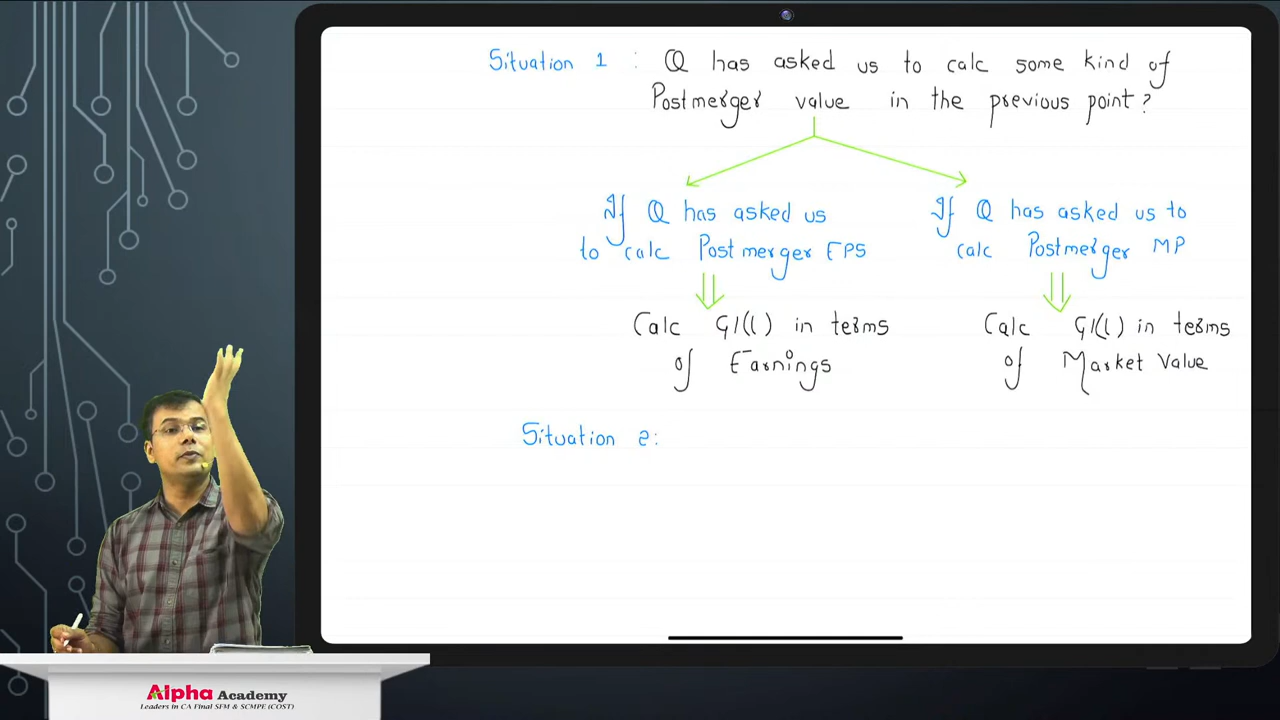 Situation 1 : Q has asked us to calc some kind of
Postmerger value in the previous point?
If Q has asked us
to calc Postmerger EPS
If Q has asked us to
calc Postmerger MP
Calc G/(L) in terms
of Earnings
Calc G/(L) in terms
of Market Value
Situation 2:
Alpha Academy
Leaders in CA Final SFM & SCMPE (COST)